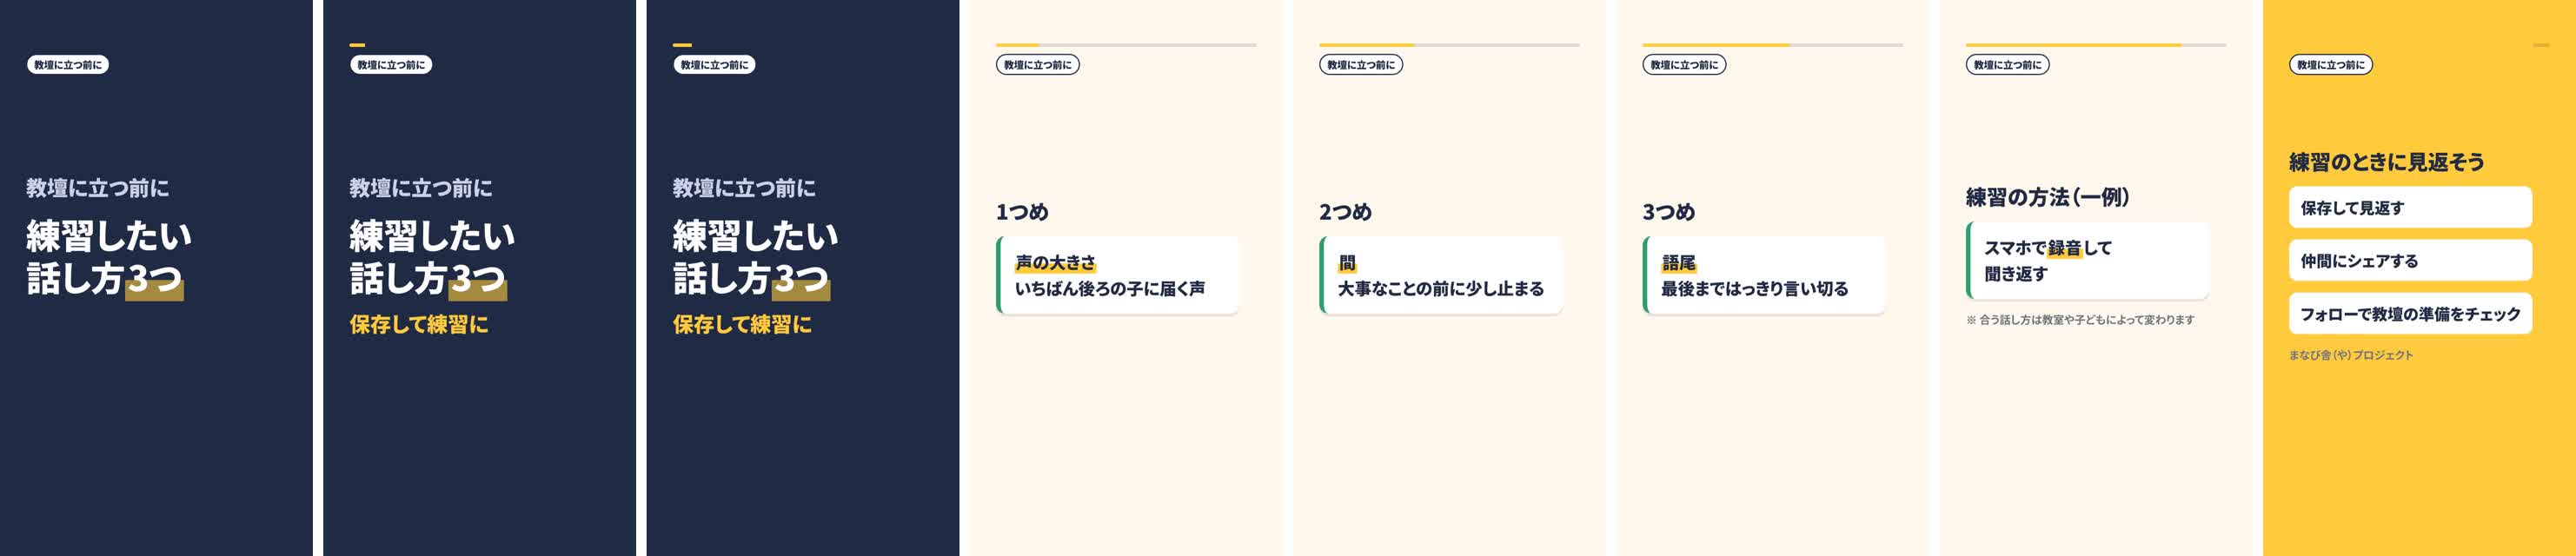 教壇に立つ前に
教壇に立つ前に
練習したい
話し方3つ
教壇に立つ前に
教壇に立つ前に
練習したい
話し方3つ
保存して練習に
教壇に立つ前に
教壇に立つ前に
練習したい
話し方3つ
保存して練習に
教壇に立つ前に
1つめ
声の大きさ
いちばん後ろの子に届く声
教壇に立つ前に
2つめ
間
大事なことの前に少し止まる
教壇に立つ前に
3つめ
語尾
最後まではっきり言い切る
教壇に立つ前に
練習の方法(一例)
スマホで録音して
聞き返す
※ 合う話し方は教室や子どもによって変わります
教壇に立つ前に
練習のときに見返そう
保存して見返す
仲間にシェアする
フォローで教壇の準備をチェック
まなび舎(や)プロジェクト